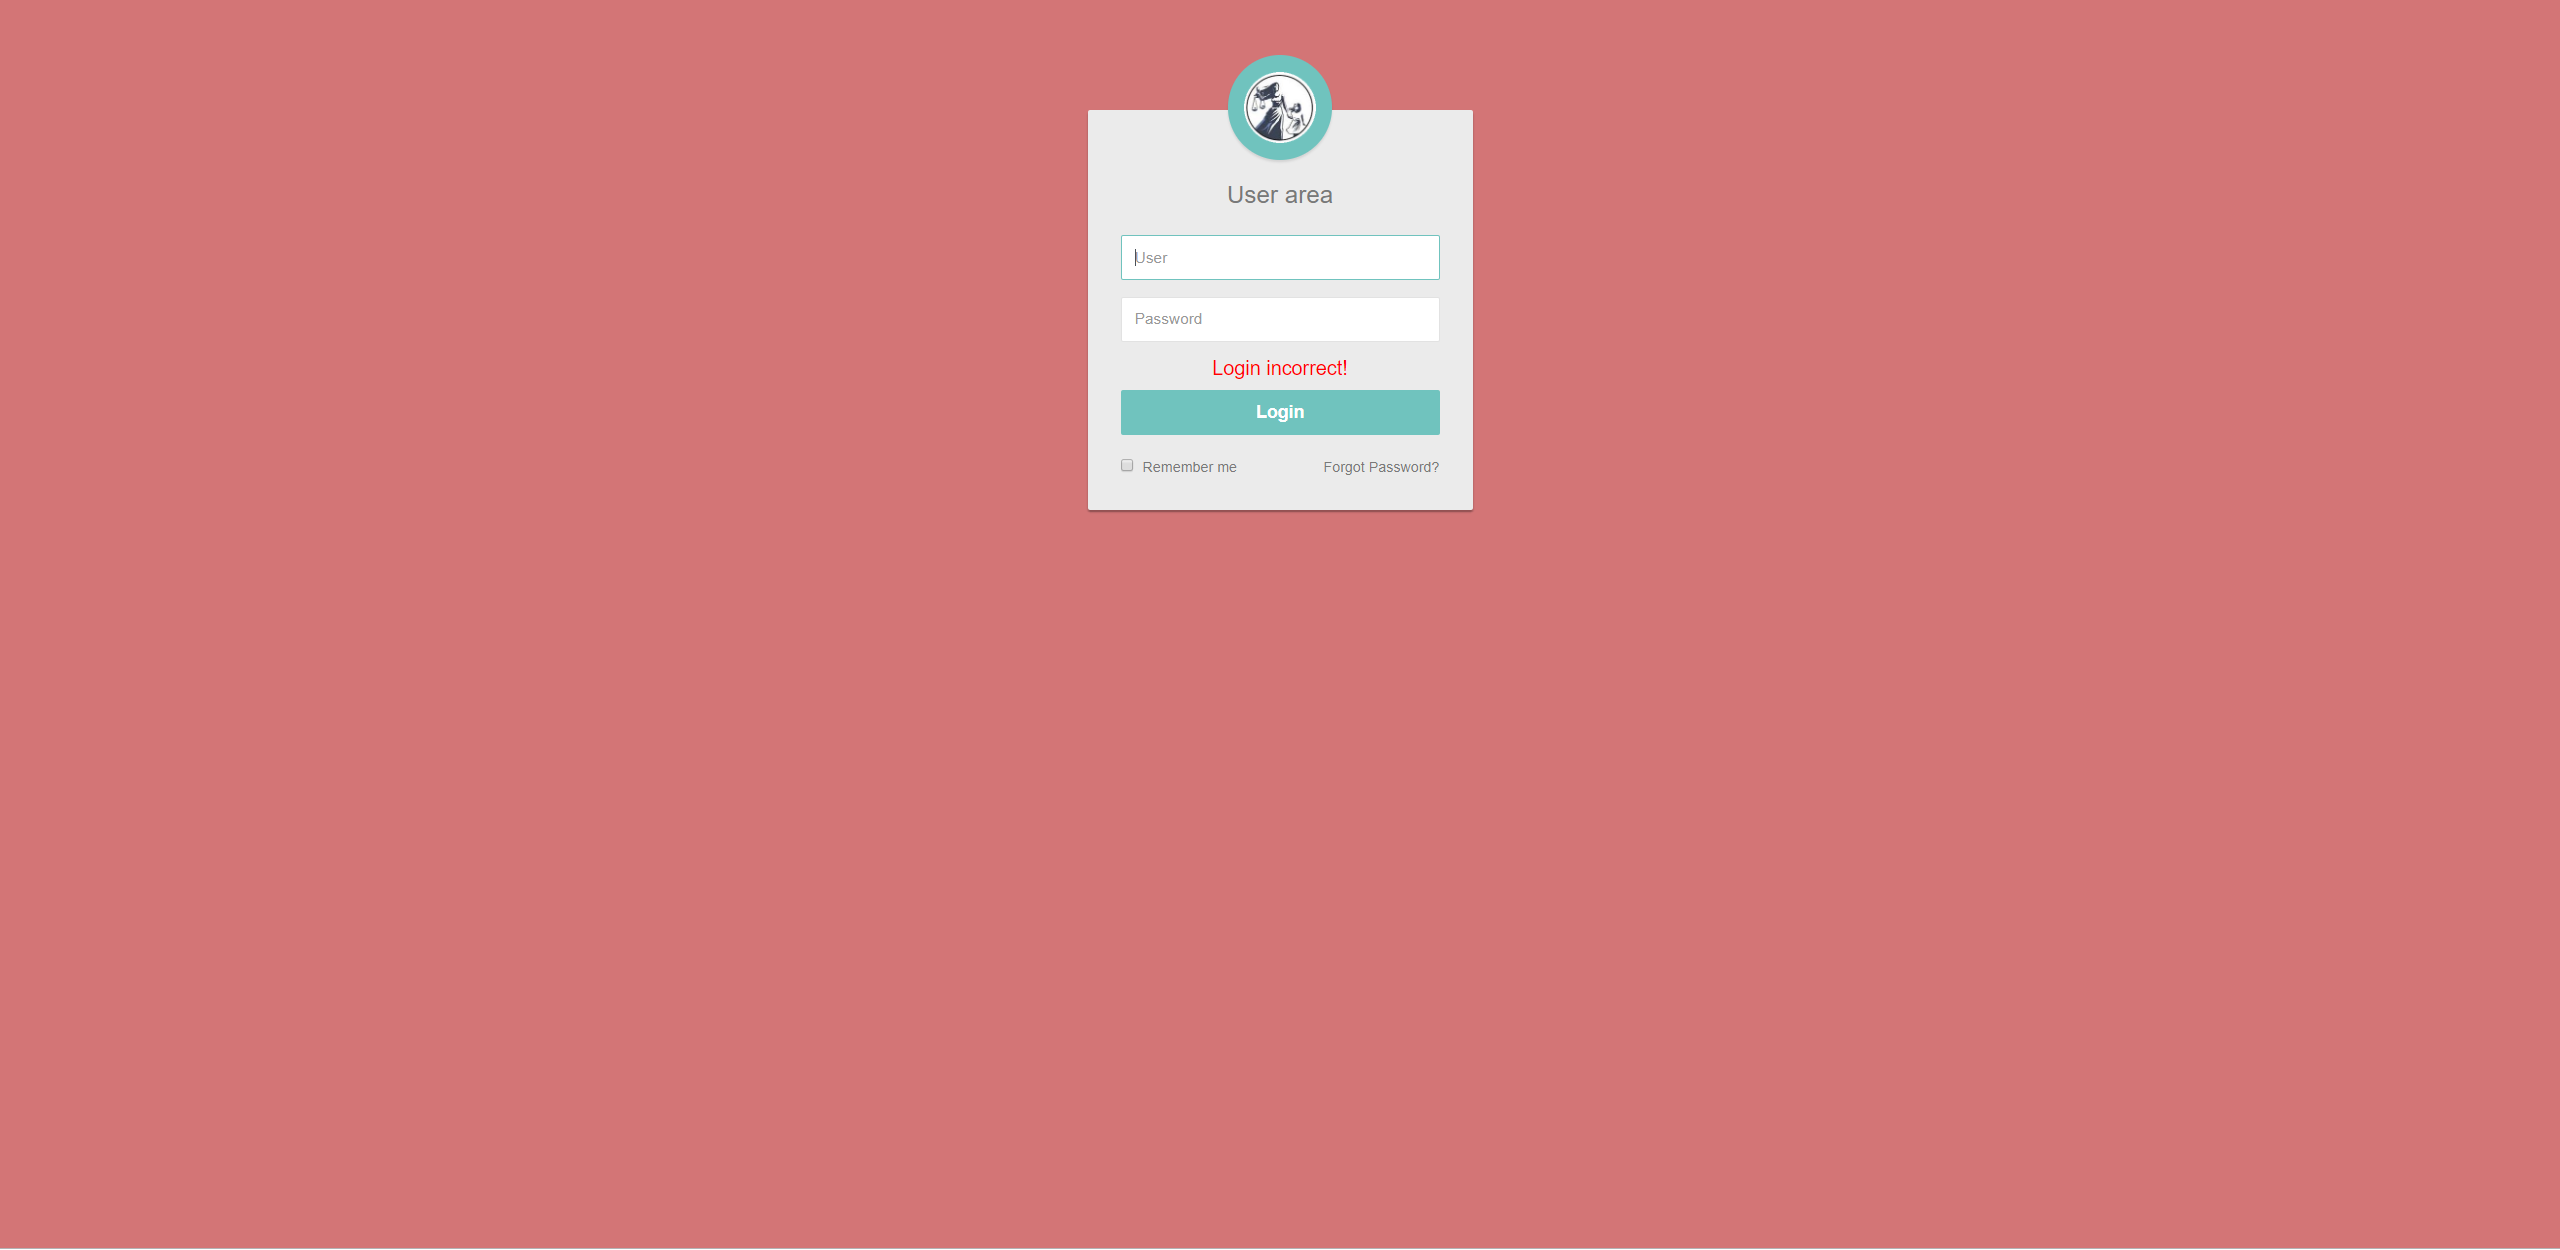 User area
User
Password
Login incorrect!
Login
Remember me
Forgot Password?